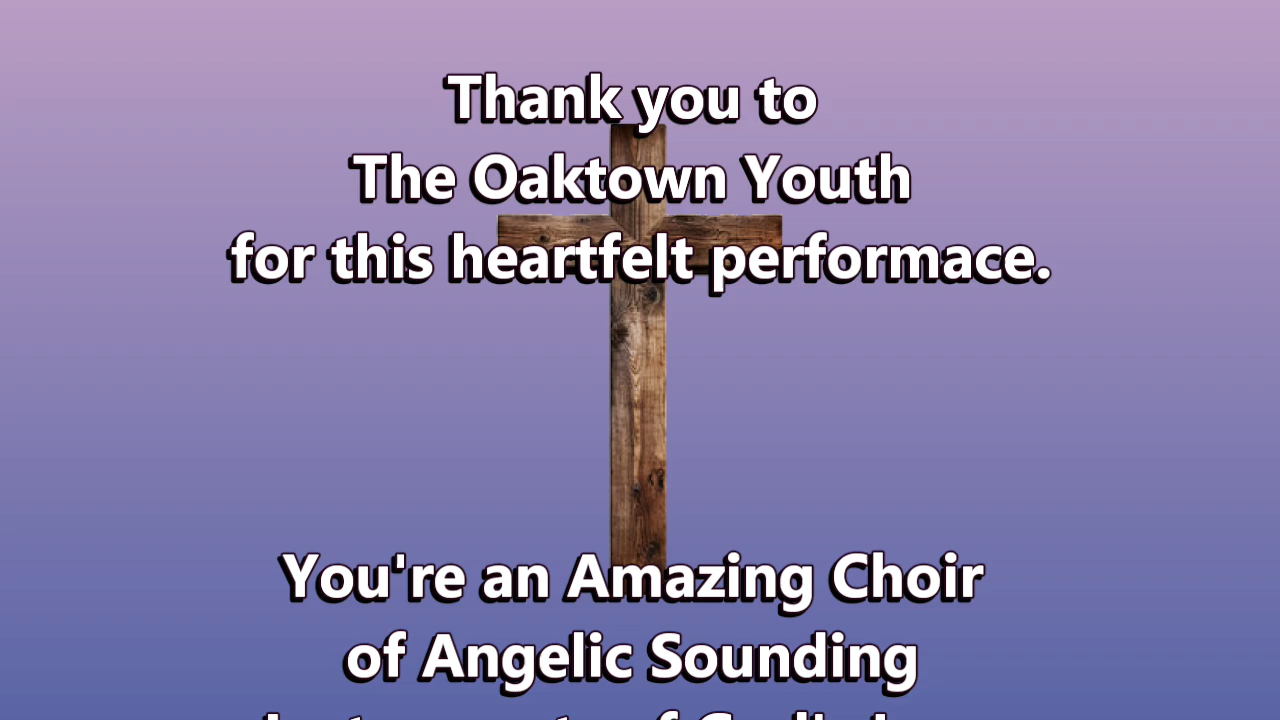 Thank you to
The Oaktown Youth
for this heartfelt performace.
You're an Amazing Choir
of Angelic Sounding